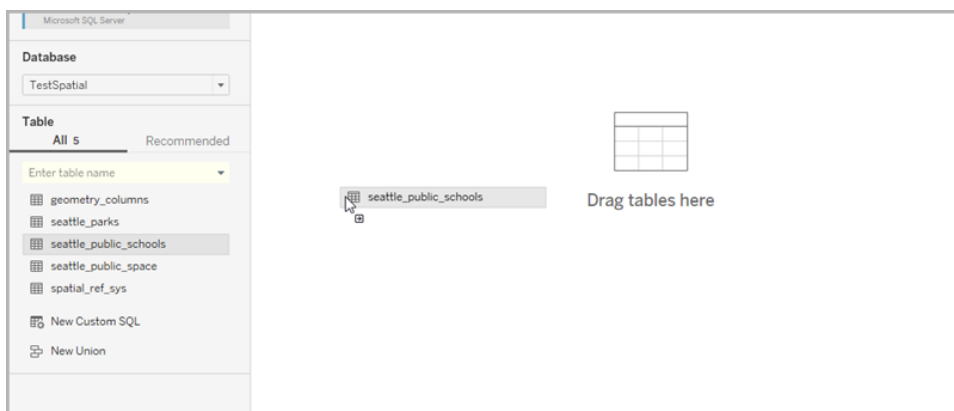 Microsoft SQL Server
Database
TestSpatial
Table
All 5
Recommended
Enter table name
geometry_columns
seattle_parks
seattle_public_schools
seattle_public_space
spatial_ref_sys
New Custom SQL
New Union
seattle_public_schools
Drag tables here